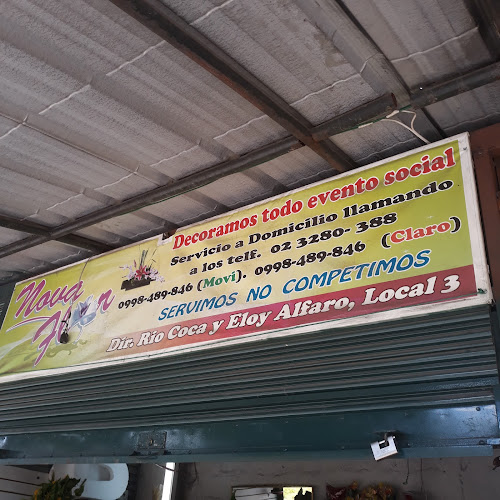 Nova
Flor
Decoramos todo evento social
Servicio a Domicilio llamando
a los telf. 02 3280- 388
0998-489-846 (Movi). 0998-489-846 (Claro)
SERVIMOS NO COMPETIMOS
Dir. Río Coca y Eloy Alfaro, Local 3